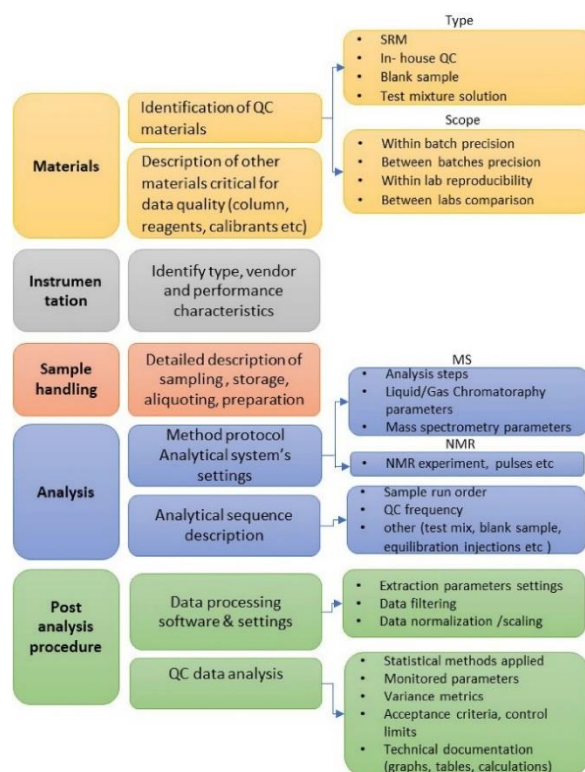 Type
• SRM
• In- house QC
• Blank sample
• Test mixture solution
Materials
Identification of QC
materials
Scope
• Within batch precision
• Between batches precision
• Within lab reproducibility
• Between labs comparison
Description of other
materials critical for
data quality (column,
reagents, calibrants etc)
Instrumen
tation
Identify type, vendor
and performance
characteristics
Sample
handling
Detailed description of
sampling, storage,
aliquoting, preparation
MS
• Analysis steps
• Liquid/Gas Chromatoraphy
parameters
• Mass spectrometry parameters
Analysis
Method protocol
Analytical system's
settings
NMR
• NMR experiment, pulses etc
Analytical sequence
description
• Sample run order
• QC frequency
• other (test mix, blank sample,
equilibration injections etc )
Post
analysis
procedure
Data processing
software & settings
• Extraction parameters settings
• Data filtering
• Data normalization /scaling
QC data analysis
• Statistical methods applied
• Monitored parameters
• Variance metrics
• Acceptance criteria, control
limits
• Technical documentation
(graphs, tables, calculations)